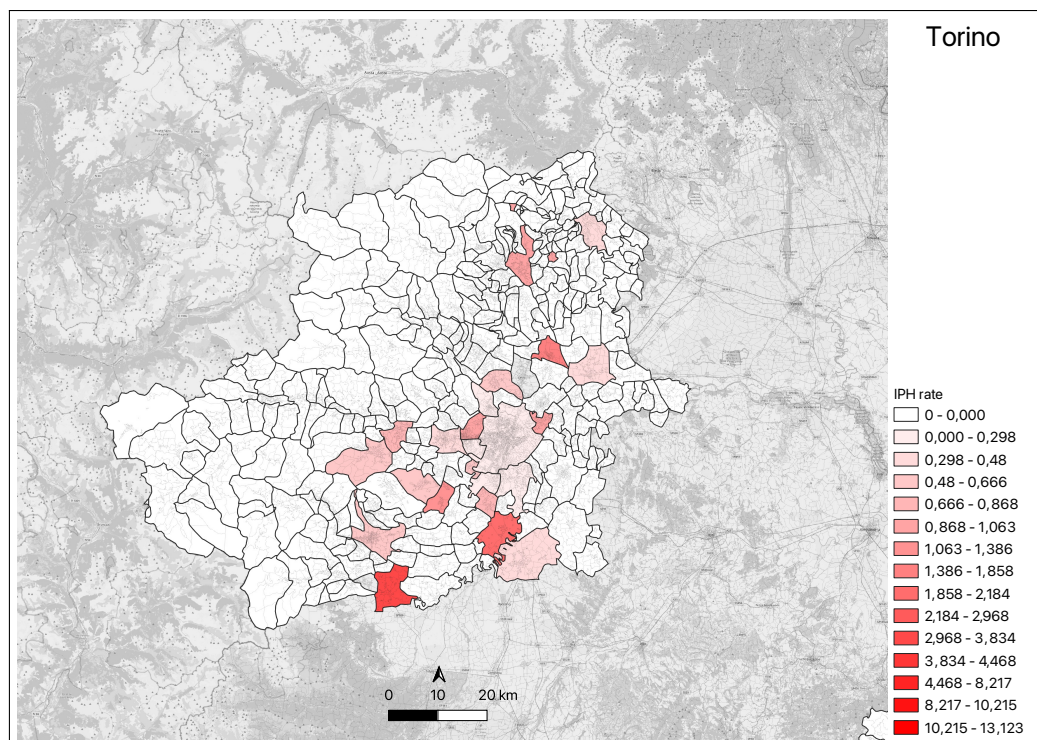 Torino
IPH rate
0 - 0,000
0,000 - 0,298
0,298 - 0,48
0,48 - 0,666
0,666 - 0,868
0,868 - 1,063
1,063 - 1,386
1,386 - 1,858
1,858 - 2,184
2,184 - 2,968
2,968 - 3,834
3,834 - 4,468
4,468 - 8,217
8,217 - 10,215
10,215 - 13,123
0 10 20 km